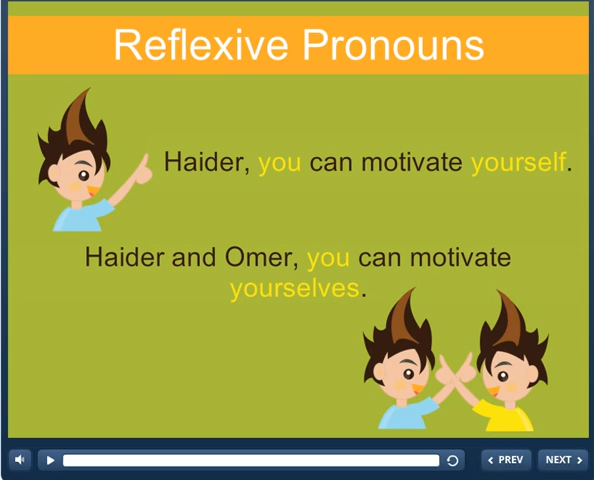 Reflexive Pronouns
Haider, you can motivate yourself.
Haider and Omer, you can motivate
yourselves.
PREV
NEXT